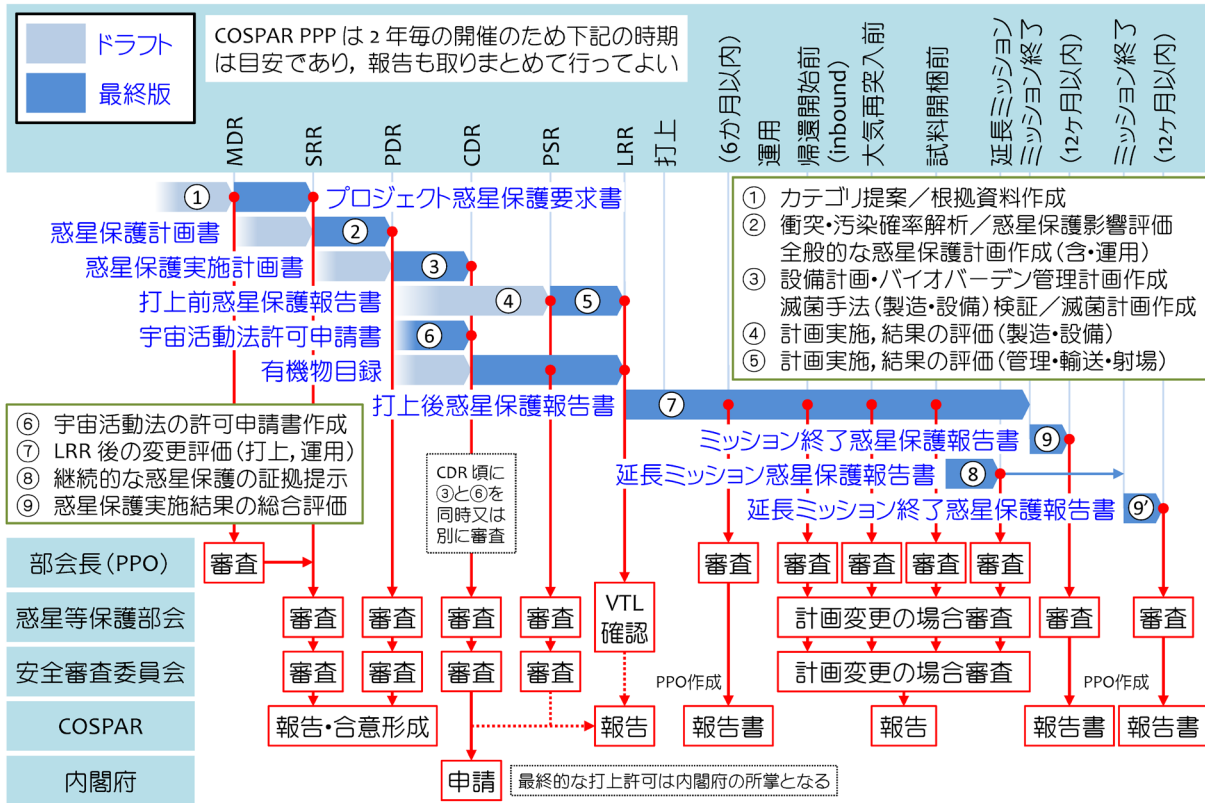 ドラフト
最終版
COSPAR PPP は 2 年毎の開催のため下記の時期
は目安であり, 報告も取りまとめて行ってよい
MDR
SRR
PDR
CDR
PSR
LRR
打上
(6か月以内)
運用
帰還開始前
(inbound)
大気再突入前
試料開梱前
延長ミッション
ミッション終了
(12ヶ月以内)
ミッション終了
(12ヶ月以内)
① プロジェクト惑星保護要求書
惑星保護計画書 ②
惑星保護実施計画書 ③
打上前惑星保護報告書 ④ ⑤
宇宙活動法許可申請書 ⑥
有機物目録
打上後惑星保護報告書 ⑦
ミッション終了惑星保護報告書 ⑨
延長ミッション惑星保護報告書 ⑧
延長ミッション終了惑星保護報告書 ⑨’
① カテゴリ提案／根拠資料作成
② 衝突・汚染確率解析／惑星保護影響評価
全般的な惑星保護計画作成(含・運用)
③ 設備計画・バイオバーデン管理計画作成
滅菌手法(製造・設備)検証／滅菌計画作成
④ 計画実施, 結果の評価(製造・設備)
⑤ 計画実施, 結果の評価(管理・輸送・射場)
⑥ 宇宙活動法の許可申請書作成
⑦ LRR 後の変更評価(打上, 運用)
⑧ 継続的な惑星保護の証拠提示
⑨ 惑星保護実施結果の総合評価
CDR 頃に
③と⑥を
同時又は
別に審査
部会長(PPO) 審査 審査 審査 審査 審査 審査
惑星等保護部会 審査 審査 審査 審査 VTL
確認
計画変更の場合審査 審査 審査
安全審査委員会 審査 審査 審査 審査 計画変更の場合審査
PPO作成 PPO作成
COSPAR 報告・合意形成 報告 報告書 報告 報告書 報告書
内閣府 申請 最終的な打上許可は内閣府の所掌となる